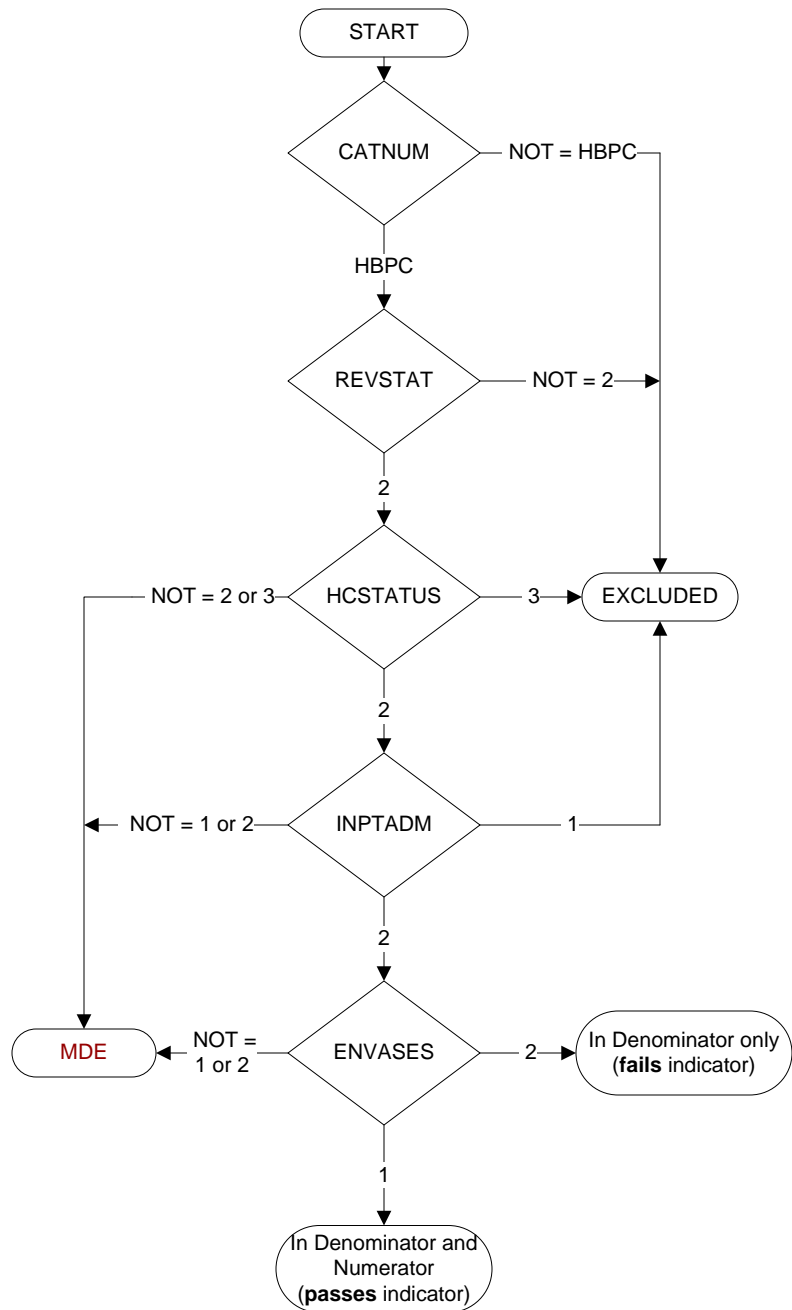 START
CATNUM
NOT = HBPC
HBPC
REVSTAT
NOT = 2
2
NOT = 2 or 3
HCSTATUS
3
EXCLUDED
2
NOT = 1 or 2
INPTADM
1
2
MDE
NOT =
1 or 2
ENVASES
2
In Denominator only
(fails indicator)
1
In Denominator and
Numerator
(passes indicator)